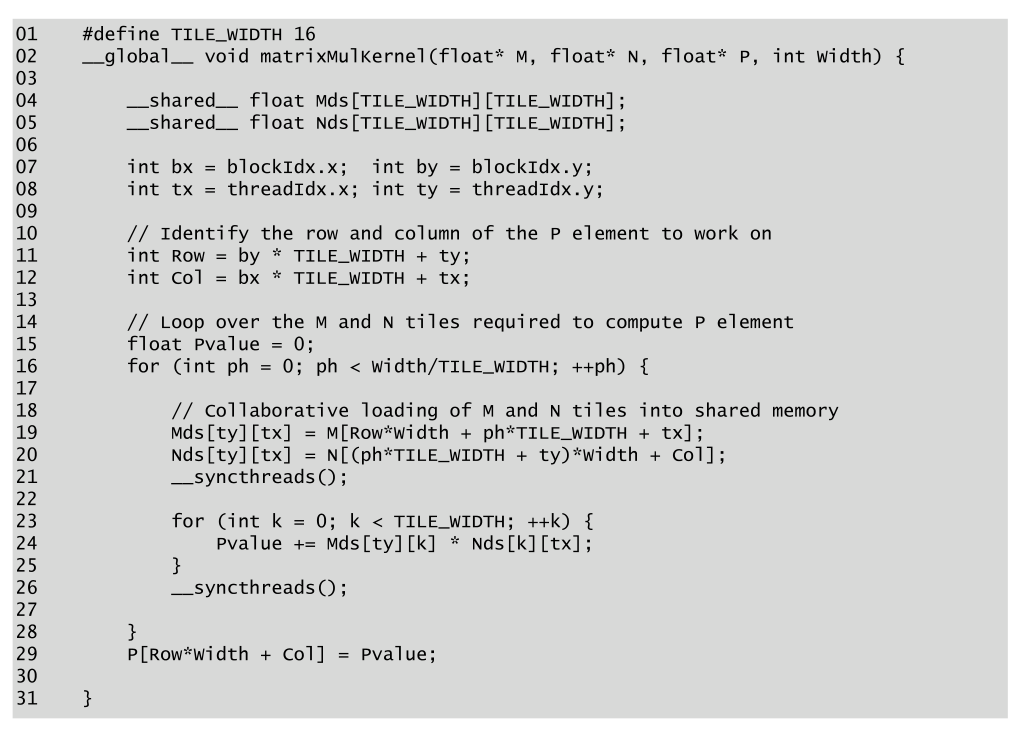 01 #define TILE_WIDTH 16
02 __global__ void matrixMulKernel(float* M, float* N, float* P, int Width) {
03
04 __shared__ float Mds[TILE_WIDTH][TILE_WIDTH];
05 __shared__ float Nds[TILE_WIDTH][TILE_WIDTH];
06
07 int bx = blockIdx.x; int by = blockIdx.y;
08 int tx = threadIdx.x; int ty = threadIdx.y;
09
10 // Identify the row and column of the P element to work on
11 int Row = by * TILE_WIDTH + ty;
12 int Col = bx * TILE_WIDTH + tx;
13
14 // Loop over the M and N tiles required to compute P element
15 float Pvalue = 0;
16 for (int ph = 0; ph < Width/TILE_WIDTH; ++ph) {
17
18 // Collaborative loading of M and N tiles into shared memory
19 Mds[ty][tx] = M[Row*Width + ph*TILE_WIDTH + tx];
20 Nds[ty][tx] = N[(ph*TILE_WIDTH + ty)*Width + Col];
21 __syncthreads();
22
23 for (int k = 0; k < TILE_WIDTH; ++k) {
24 Pvalue += Mds[ty][k] * Nds[k][tx];
25 }
26 __syncthreads();
27
28 }
29 P[Row*Width + Col] = Pvalue;
30
31 }